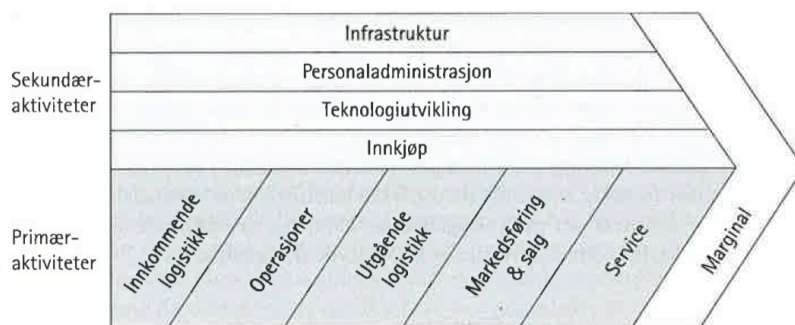 Infrastruktur
Personaladministrasjon
Teknologiutvikling
Innkjøp
Sekundær-
aktiviteter
Primær-
aktiviteter
Innkommende
logistikk
Operasjoner
Utgående
logistikk
Markedsføring
& salg
Service
Marginal